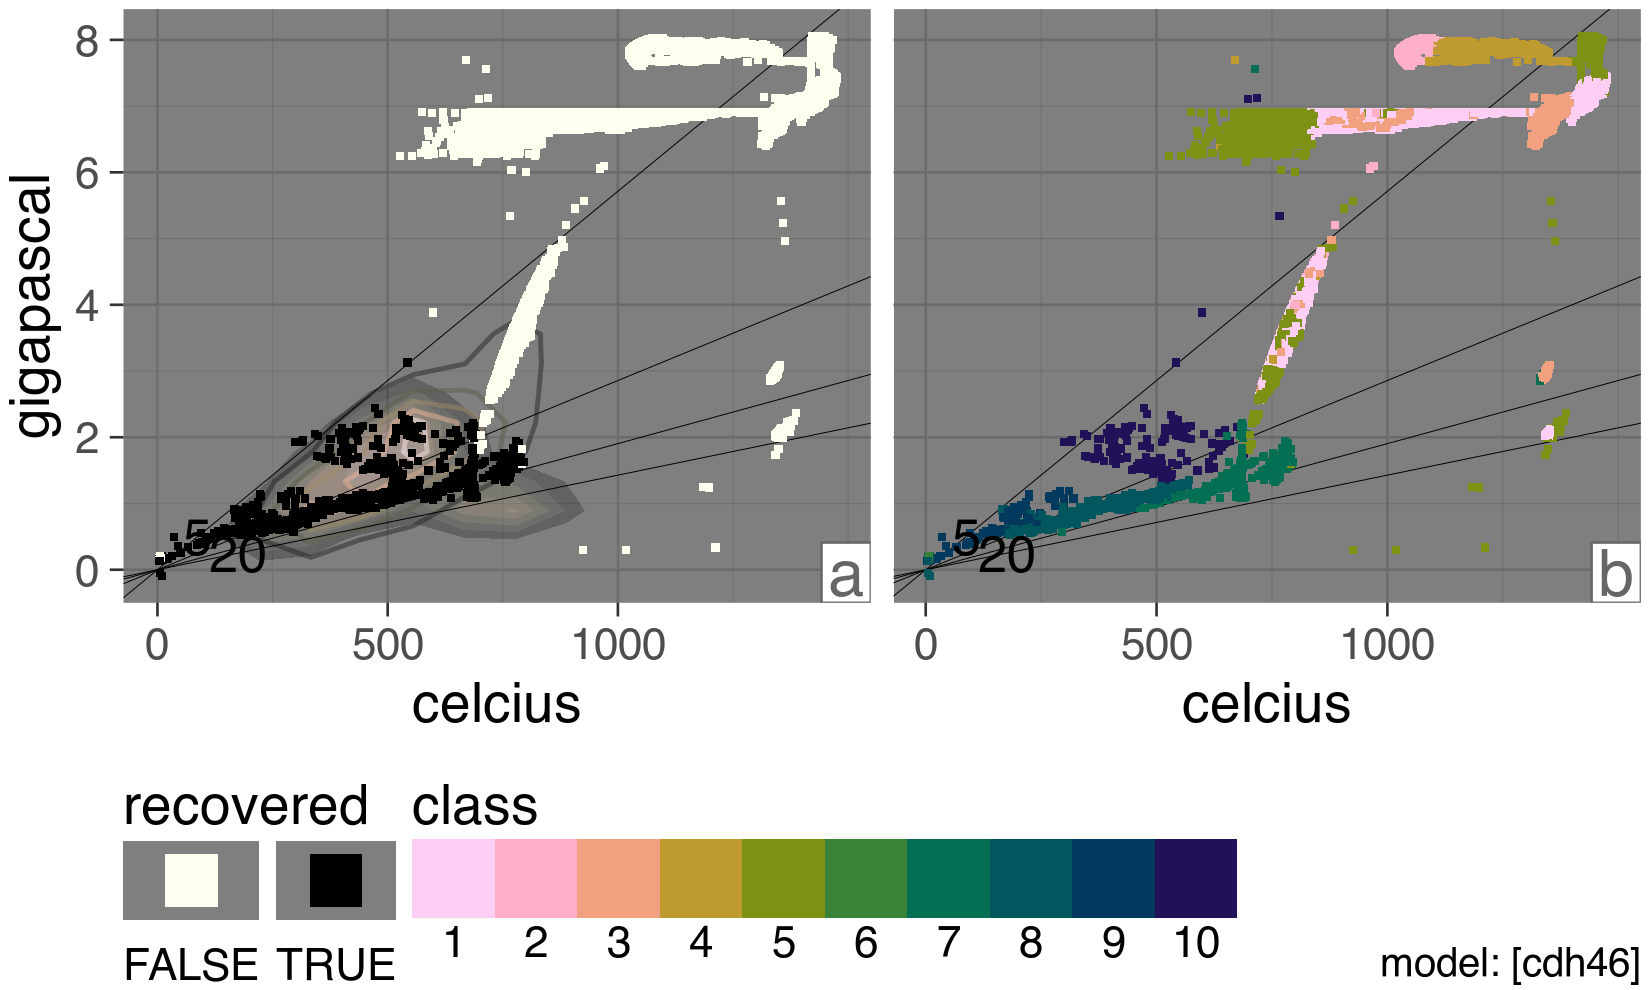 gigapascal
8
6
4
2
0
5
20
a
5
20
b
0 500 1000
0 500 1000
celcius
celcius
recovered
class
FALSE TRUE
1 2 3 4 5 6 7 8 9 10
model: [cdh46]